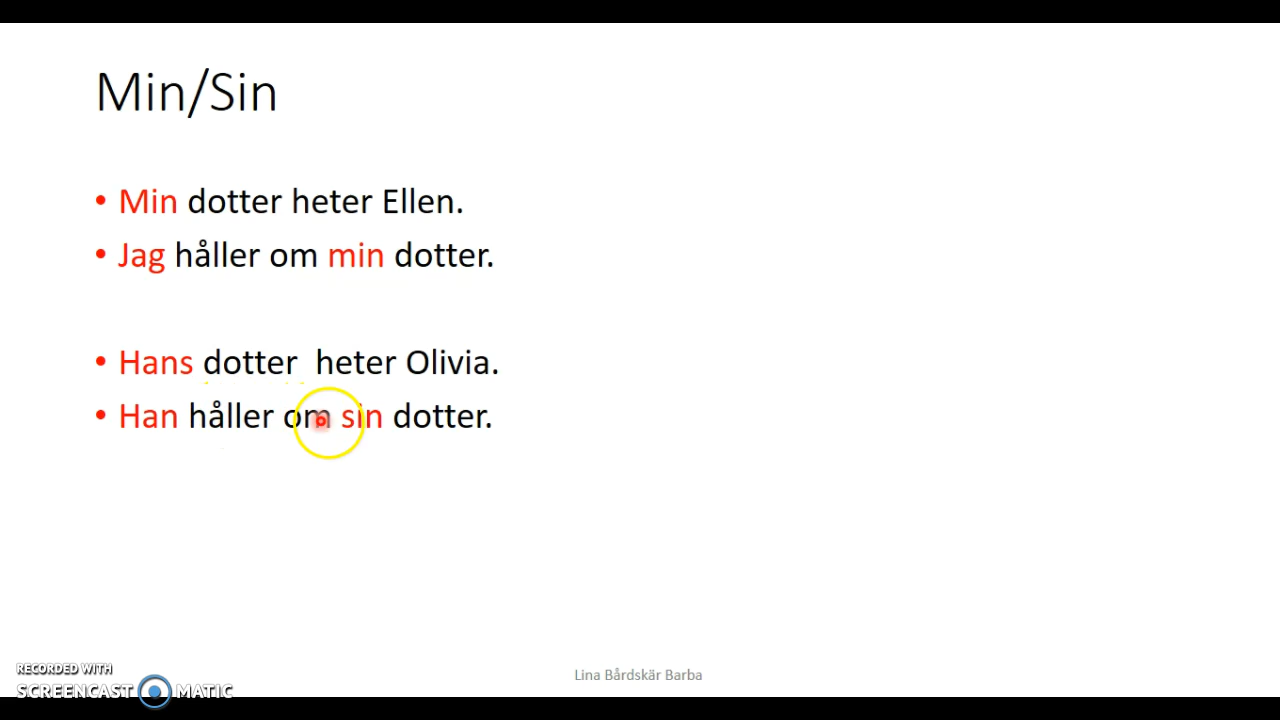 Min/Sin
• Min dotter heter Ellen.
• Jag håller om min dotter.
• Hans dotter  heter Olivia.
• Han håller om sin dotter.
Lina Bårdskär Barba
RECORDED WITH
SCREENCAST MATIC